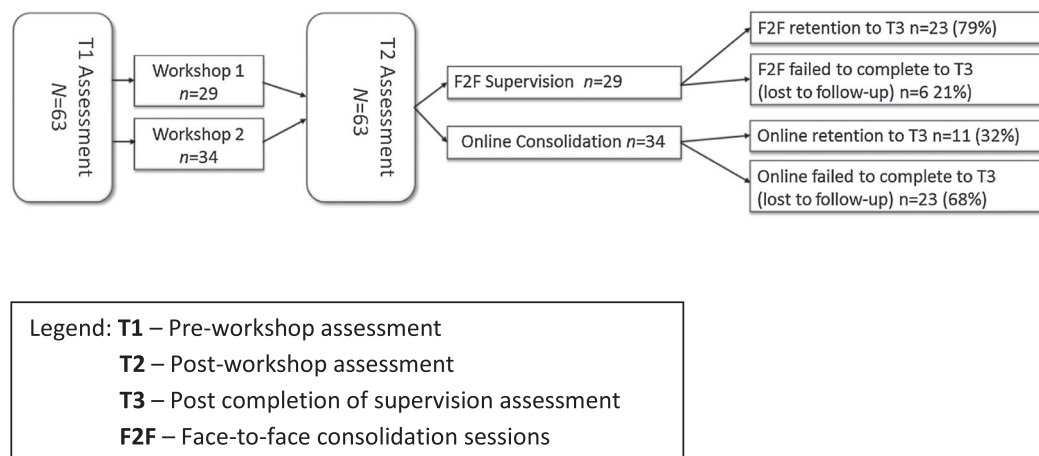 T1 Assessment
N=63
Workshop 1
n=29
Workshop 2
n=34
T2 Assessment
N=63
F2F Supervision n=29
Online Consolidation n=34
F2F retention to T3 n=23 (79%)
F2F failed to complete to T3
(lost to follow-up) n=6 21%)
Online retention to T3 n=11 (32%)
Online failed to complete to T3
(lost to follow-up) n=23 (68%)
Legend: T1 – Pre-workshop assessment
T2 – Post-workshop assessment
T3 – Post completion of supervision assessment
F2F – Face-to-face consolidation sessions